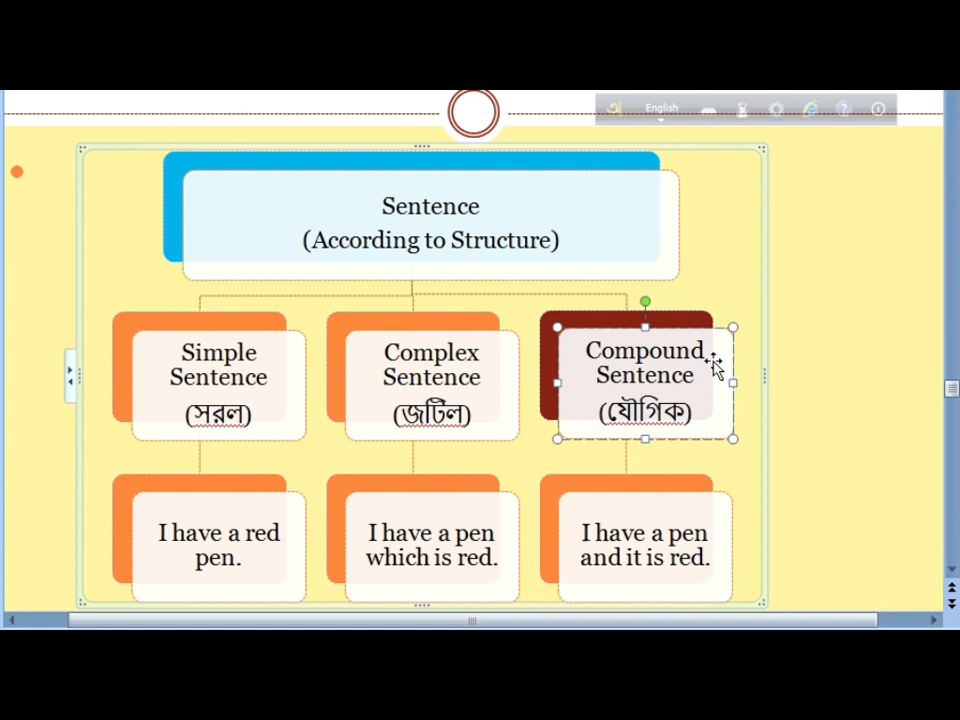 English
Sentence
(According to Structure)
Simple
Sentence
(সরল)
Complex
Sentence
(জটিল)
Compound
Sentence
(যৌগিক)
I have a red
pen.
I have a pen
which is red.
I have a pen
and it is red.